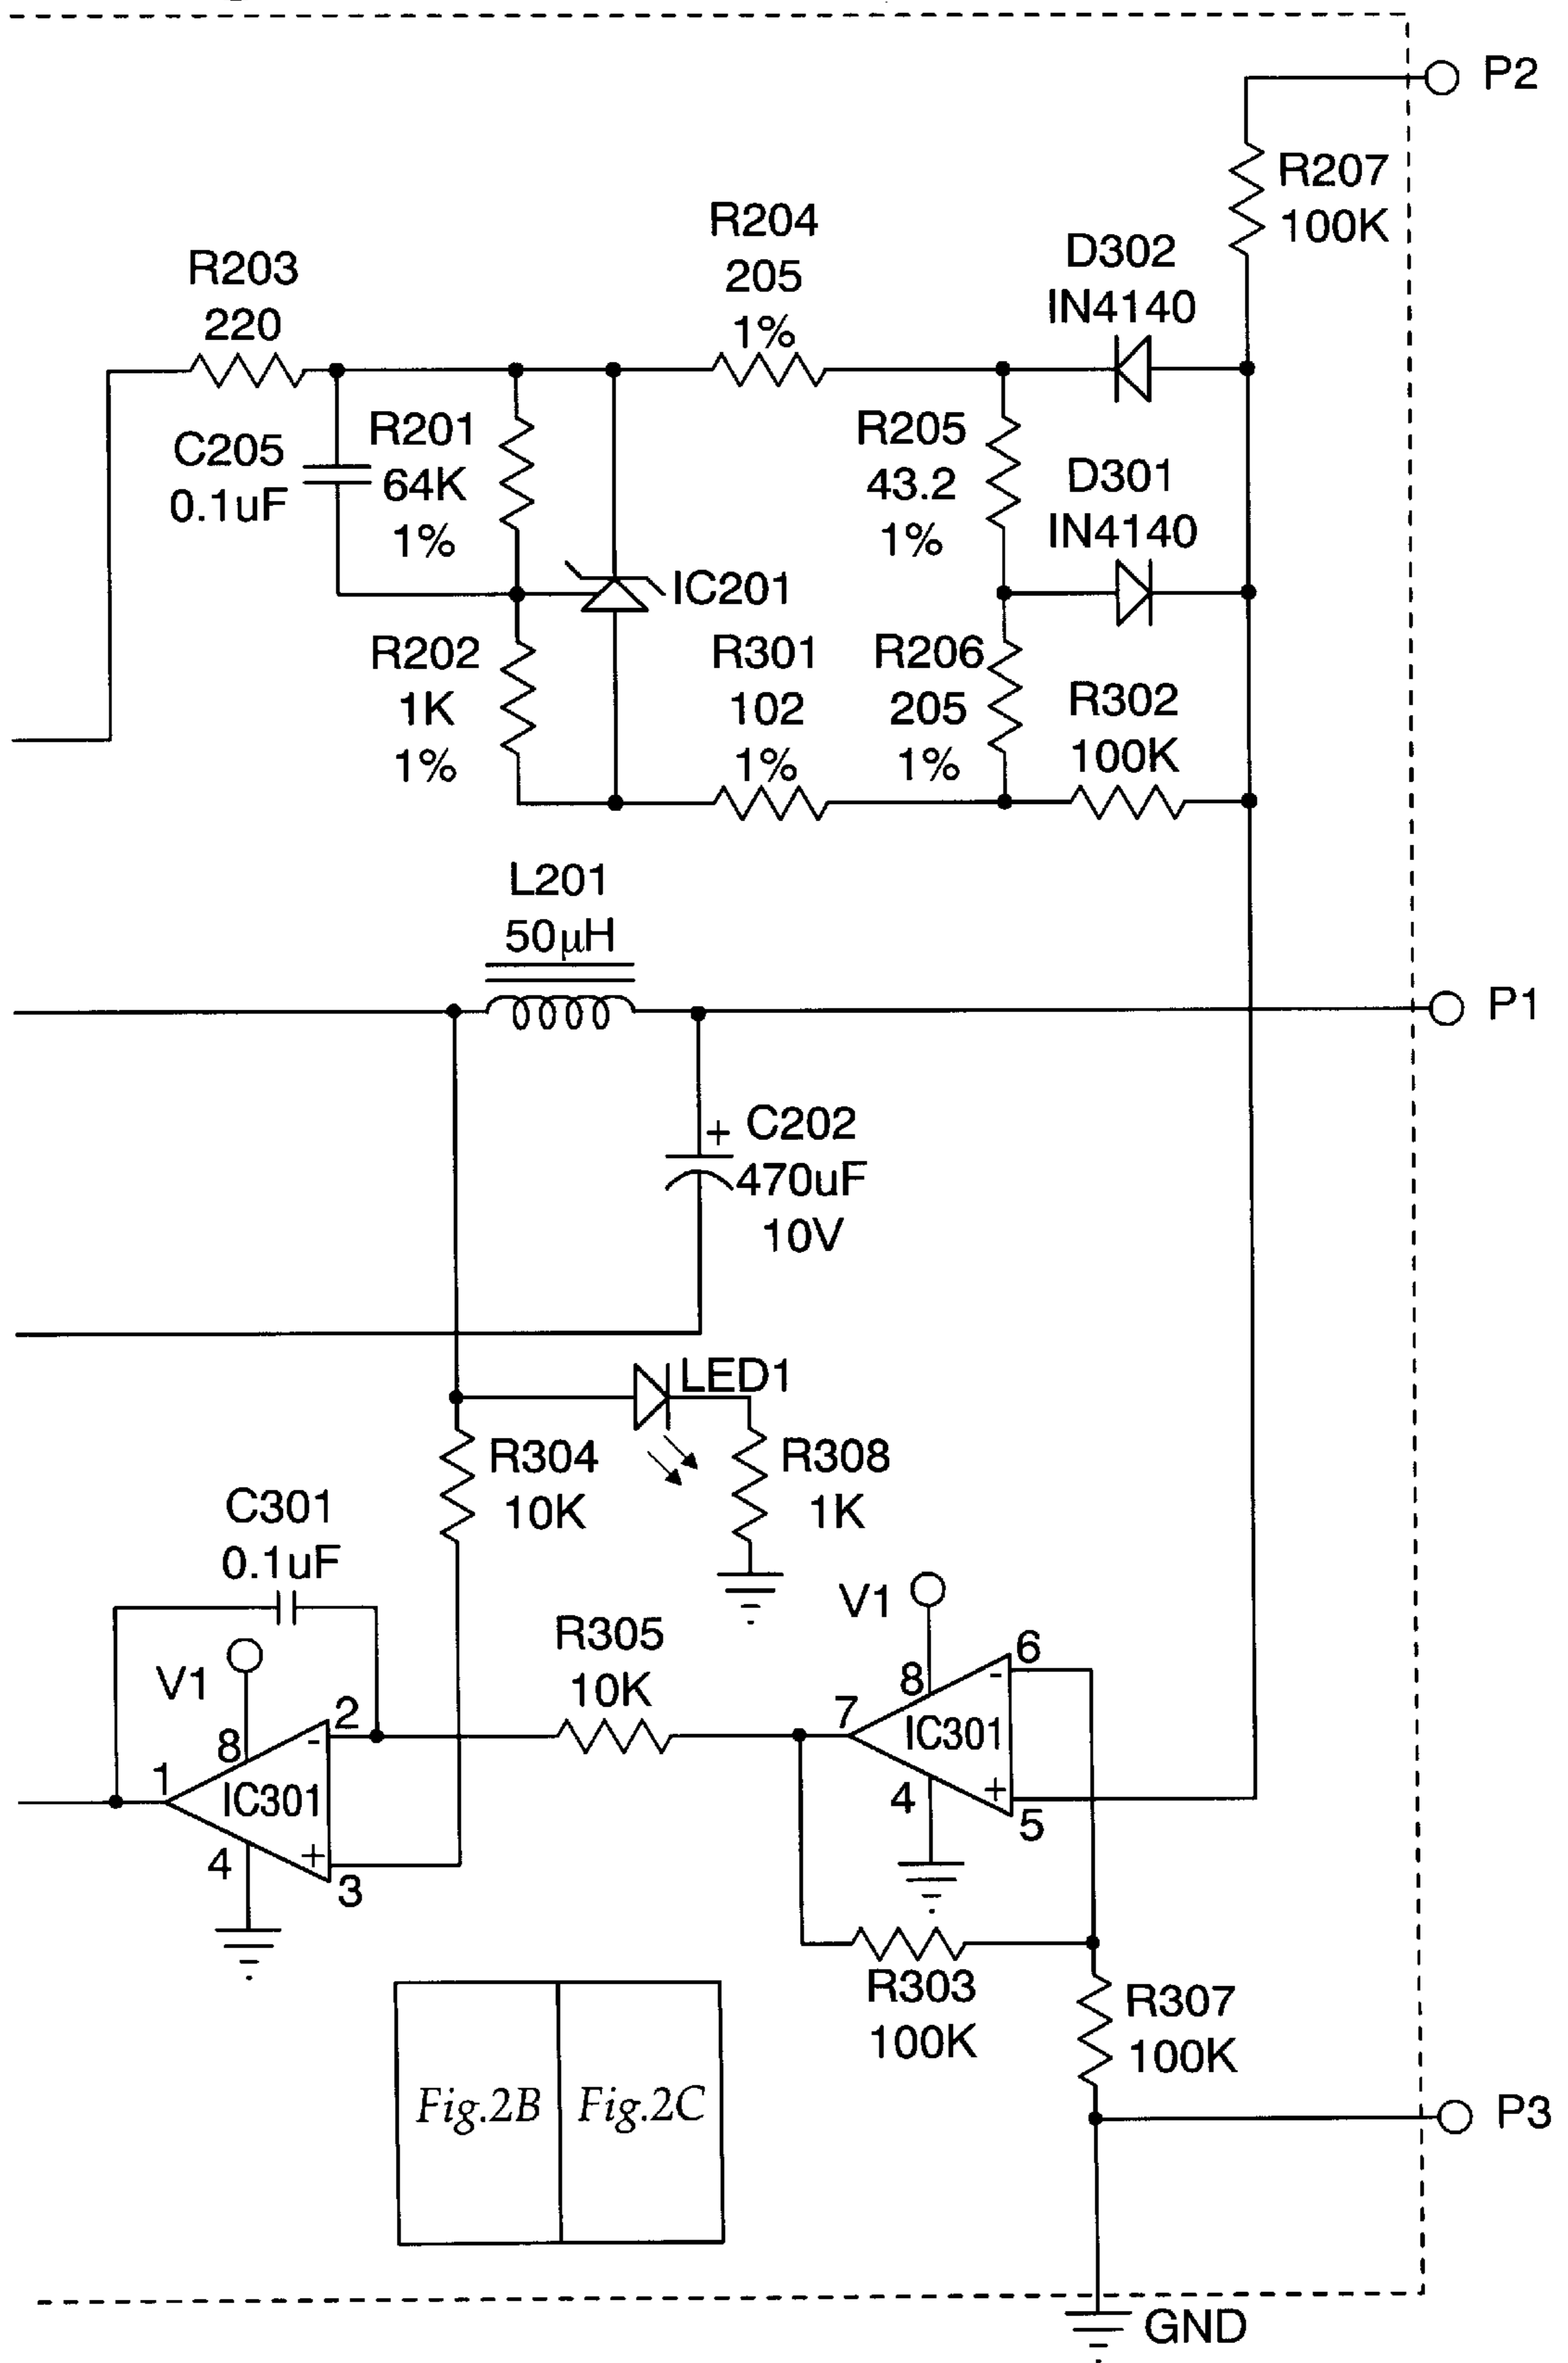 P2
R207
100K
R204
205
1%
D302
IN4140
R203
220
C205
0.1uF
R201
64K
1%
R205
43.2
1%
D301
IN4140
IC201
R202
1K
1%
R301
102
1%
R206
205
1%
R302
100K
L201
50µH
P1
+
C202
470uF
10V
LED1
R304
10K
R308
1K
C301
0.1uF
V1
8
2
-
1
IC301
4
+
3
R305
10K
V1
8
6
-
7
IC301
4
+
5
R303
100K
R307
100K
Fig.2B
Fig.2C
P3
GND